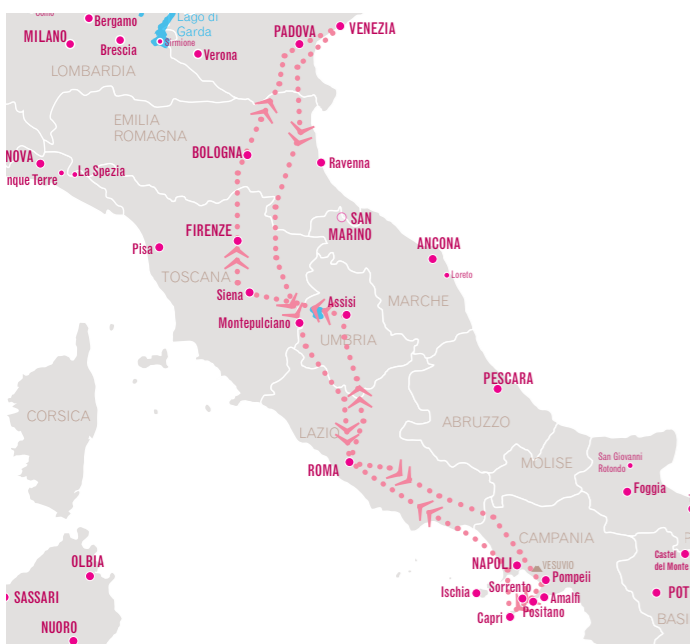 Como
Bergamo
Lago di
Garda
MILANO
Brescia
Sirmione
Verona
PADOVA
VENEZIA
LOMBARDIA
EMILIA
ROMAGNA
NOVA
BOLOGNA
Ravenna
nque Terre
La Spezia
SAN
MARINO
FIRENZE
ANCONA
Pisa
Loreto
TOSCANA
Siena
Assisi
MARCHE
Montepulciano
UMBRIA
PESCARA
CORSICA
ABRUZZO
LAZIO
MOLISE
San Giovanni
Rotondo
ROMA
Foggia
CAMPANIA
P
Castel
del Monte
NAPOLI
VESUVIO
Pompeii
OLBIA
Ischia
Sorrento
Amalfi
Positano
Capri
POT
BASI
SASSARI
NUORO